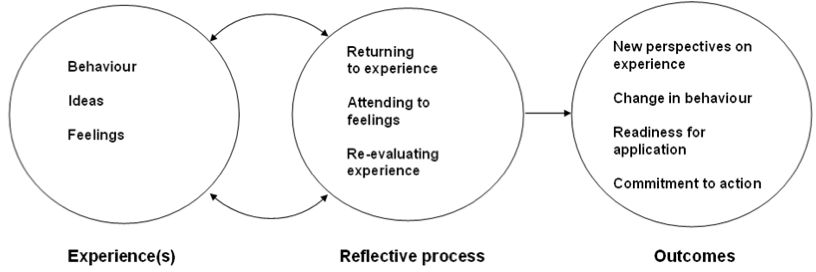 Behaviour
Ideas
Feelings
Returning
to experience
Attending to
feelings
Re-evaluating
experience
New perspectives on
experience
Change in behaviour
Readiness for
application
Commitment to action
Experience(s)
Reflective process
Outcomes